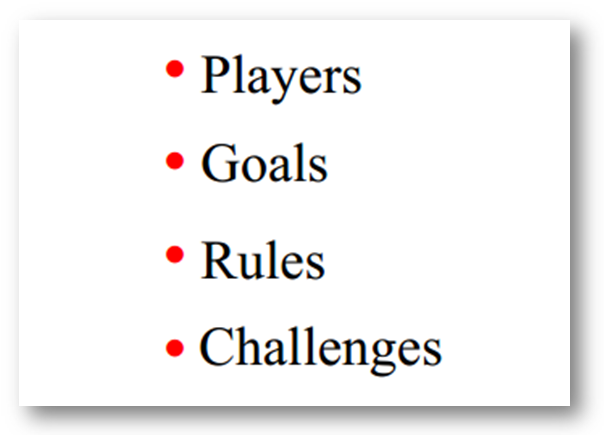 • Players
• Goals
• Rules
• Challenges